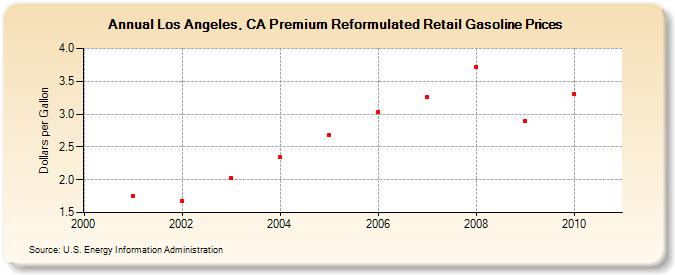 Annual Los Angeles, CA Premium Reformulated Retail Gasoline Prices
Dollars per Gallon
4.0
3.5
3.0
2.5
2.0
1.5
2000 2002 2004 2006 2008 2010
Source: U.S. Energy Information Administration